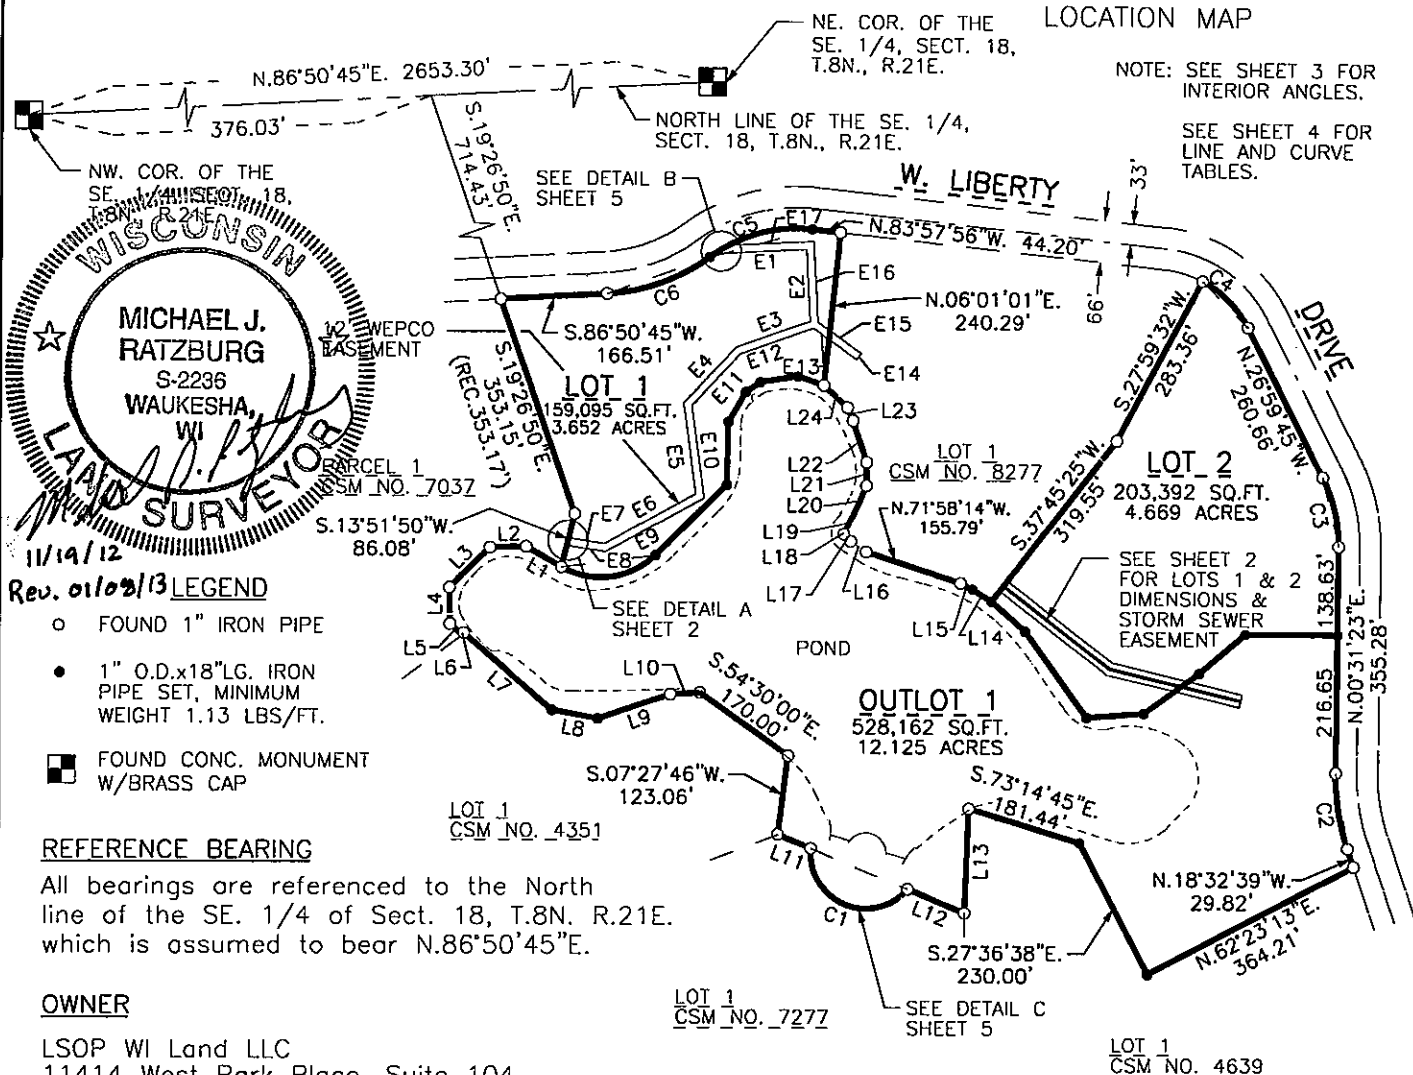 LOCATION MAP
NE. COR. OF THE
SE. 1/4, SECT. 18,
T.8N., R.21E.
N.86°50'45"E. 2653.30'
376.03'
NORTH LINE OF THE SE. 1/4,
SECT. 18, T.8N., R.21E.
NOTE: SEE SHEET 3 FOR
INTERIOR ANGLES.
SEE SHEET 4 FOR
LINE AND CURVE
TABLES.
NW. COR. OF THE
SE. 1/4 SECT. 18,
T.8N., R.21E.
S.19°26'50"E.
714.43'
SEE DETAIL B
SHEET 5
W. LIBERTY
DRIVE
33'
66'
C5
E17
E1
N.83°57'56"W. 44.20'
E2
E16
C6
C4
N.06°01'01"E.
240.29'
E15
E14
S.86°50'45"W.
166.51'
E3
E4
E12
E13
E11
12' WEPCO
EASEMENT
S.19°26'50"E.
353.15'
(REC.353.17')
LOT 1
159,095 SQ.FT.
3.652 ACRES
S.27°59'32"W.
283.36'
N.26°59'45"W.
260.66'
L24
L23
E5
E10
L22
L21
L20
LOT 1
CSM NO. 8277
LOT 2
203,392 SQ.FT.
4.669 ACRES
S.37°45'25"W.
319.55'
PARCEL 1
CSM NO. 7037
S.13°51'50"W.
86.08'
E7
E6
E8
E9
N.71°58'14"W.
155.79'
C3
L19
L18
L17
L16
L15
L14
SEE SHEET 2
FOR LOTS 1 & 2
DIMENSIONS &
STORM SEWER
EASEMENT
138.63'
216.65
N.00°31'23"E.
355.28'
L3
L2
L1
L4
L5
L6
L7
L8
L9
L10
SEE DETAIL A
SHEET 2
POND
S.54°30'00"E.
170.00'
OUTLOT 1
528,162 SQ.FT.
12.125 ACRES
S.07°27'46"W.
123.06'
S.73°14'45"E.
181.44'
C2
LOT 1
CSM NO. 4351
L11
C1
L12
L13
N.18°32'39"W.
29.82'
S.27°36'38"E.
230.00'
N.62°23'13"E.
364.21'
SEE DETAIL C
SHEET 5
LOT 1
CSM NO. 7277
LOT 1
CSM NO. 4639
WISCONSIN
MICHAEL J.
RATZBURG
S-2236
WAUKESHA,
WI
LAND SURVEYOR
11/19/12
Rev. 01/08/13
LEGEND
FOUND 1" IRON PIPE
1" O.D.x18"LG. IRON
PIPE SET, MINIMUM
WEIGHT 1.13 LBS/FT.
FOUND CONC. MONUMENT
W/BRASS CAP
REFERENCE BEARING
All bearings are referenced to the North
line of the SE. 1/4 of Sect. 18, T.8N. R.21E.
which is assumed to bear N.86°50'45"E.
OWNER
LSOP WI Land LLC
11414 West Park Place, Suite 104